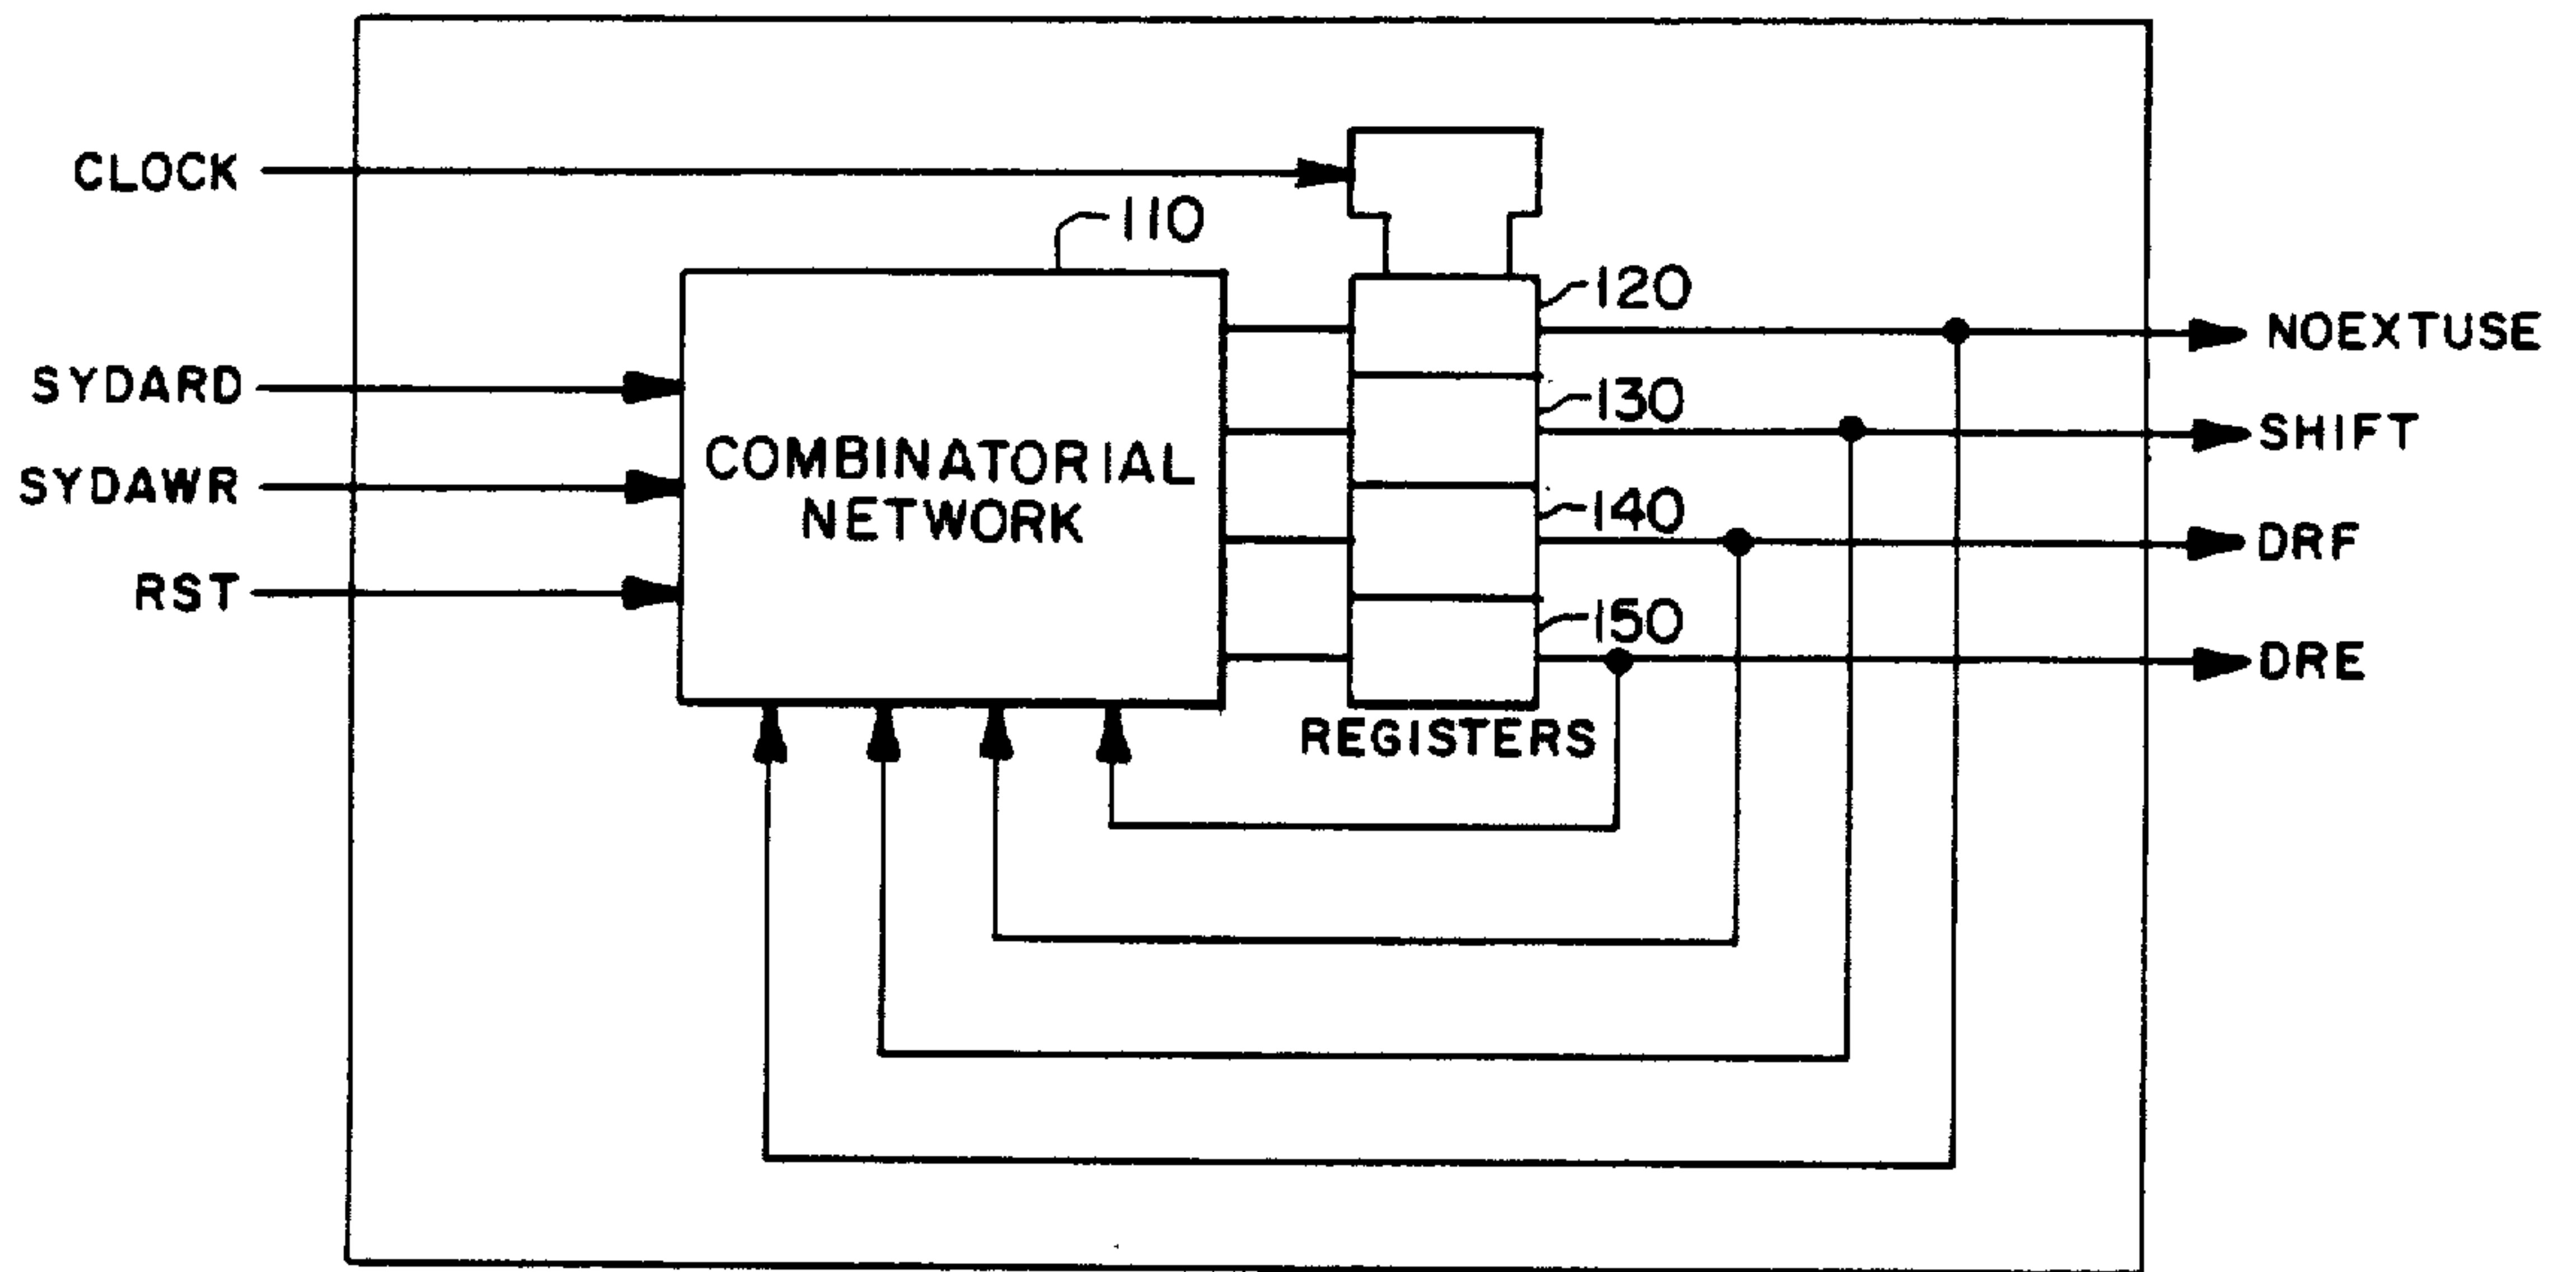 CLOCK
110
120
NOEXTUSE
SYDARD
130
SHIFT
COMBINATORIAL
NETWORK
SYDAWR
140
DRF
RST
150
DRE
REGISTERS